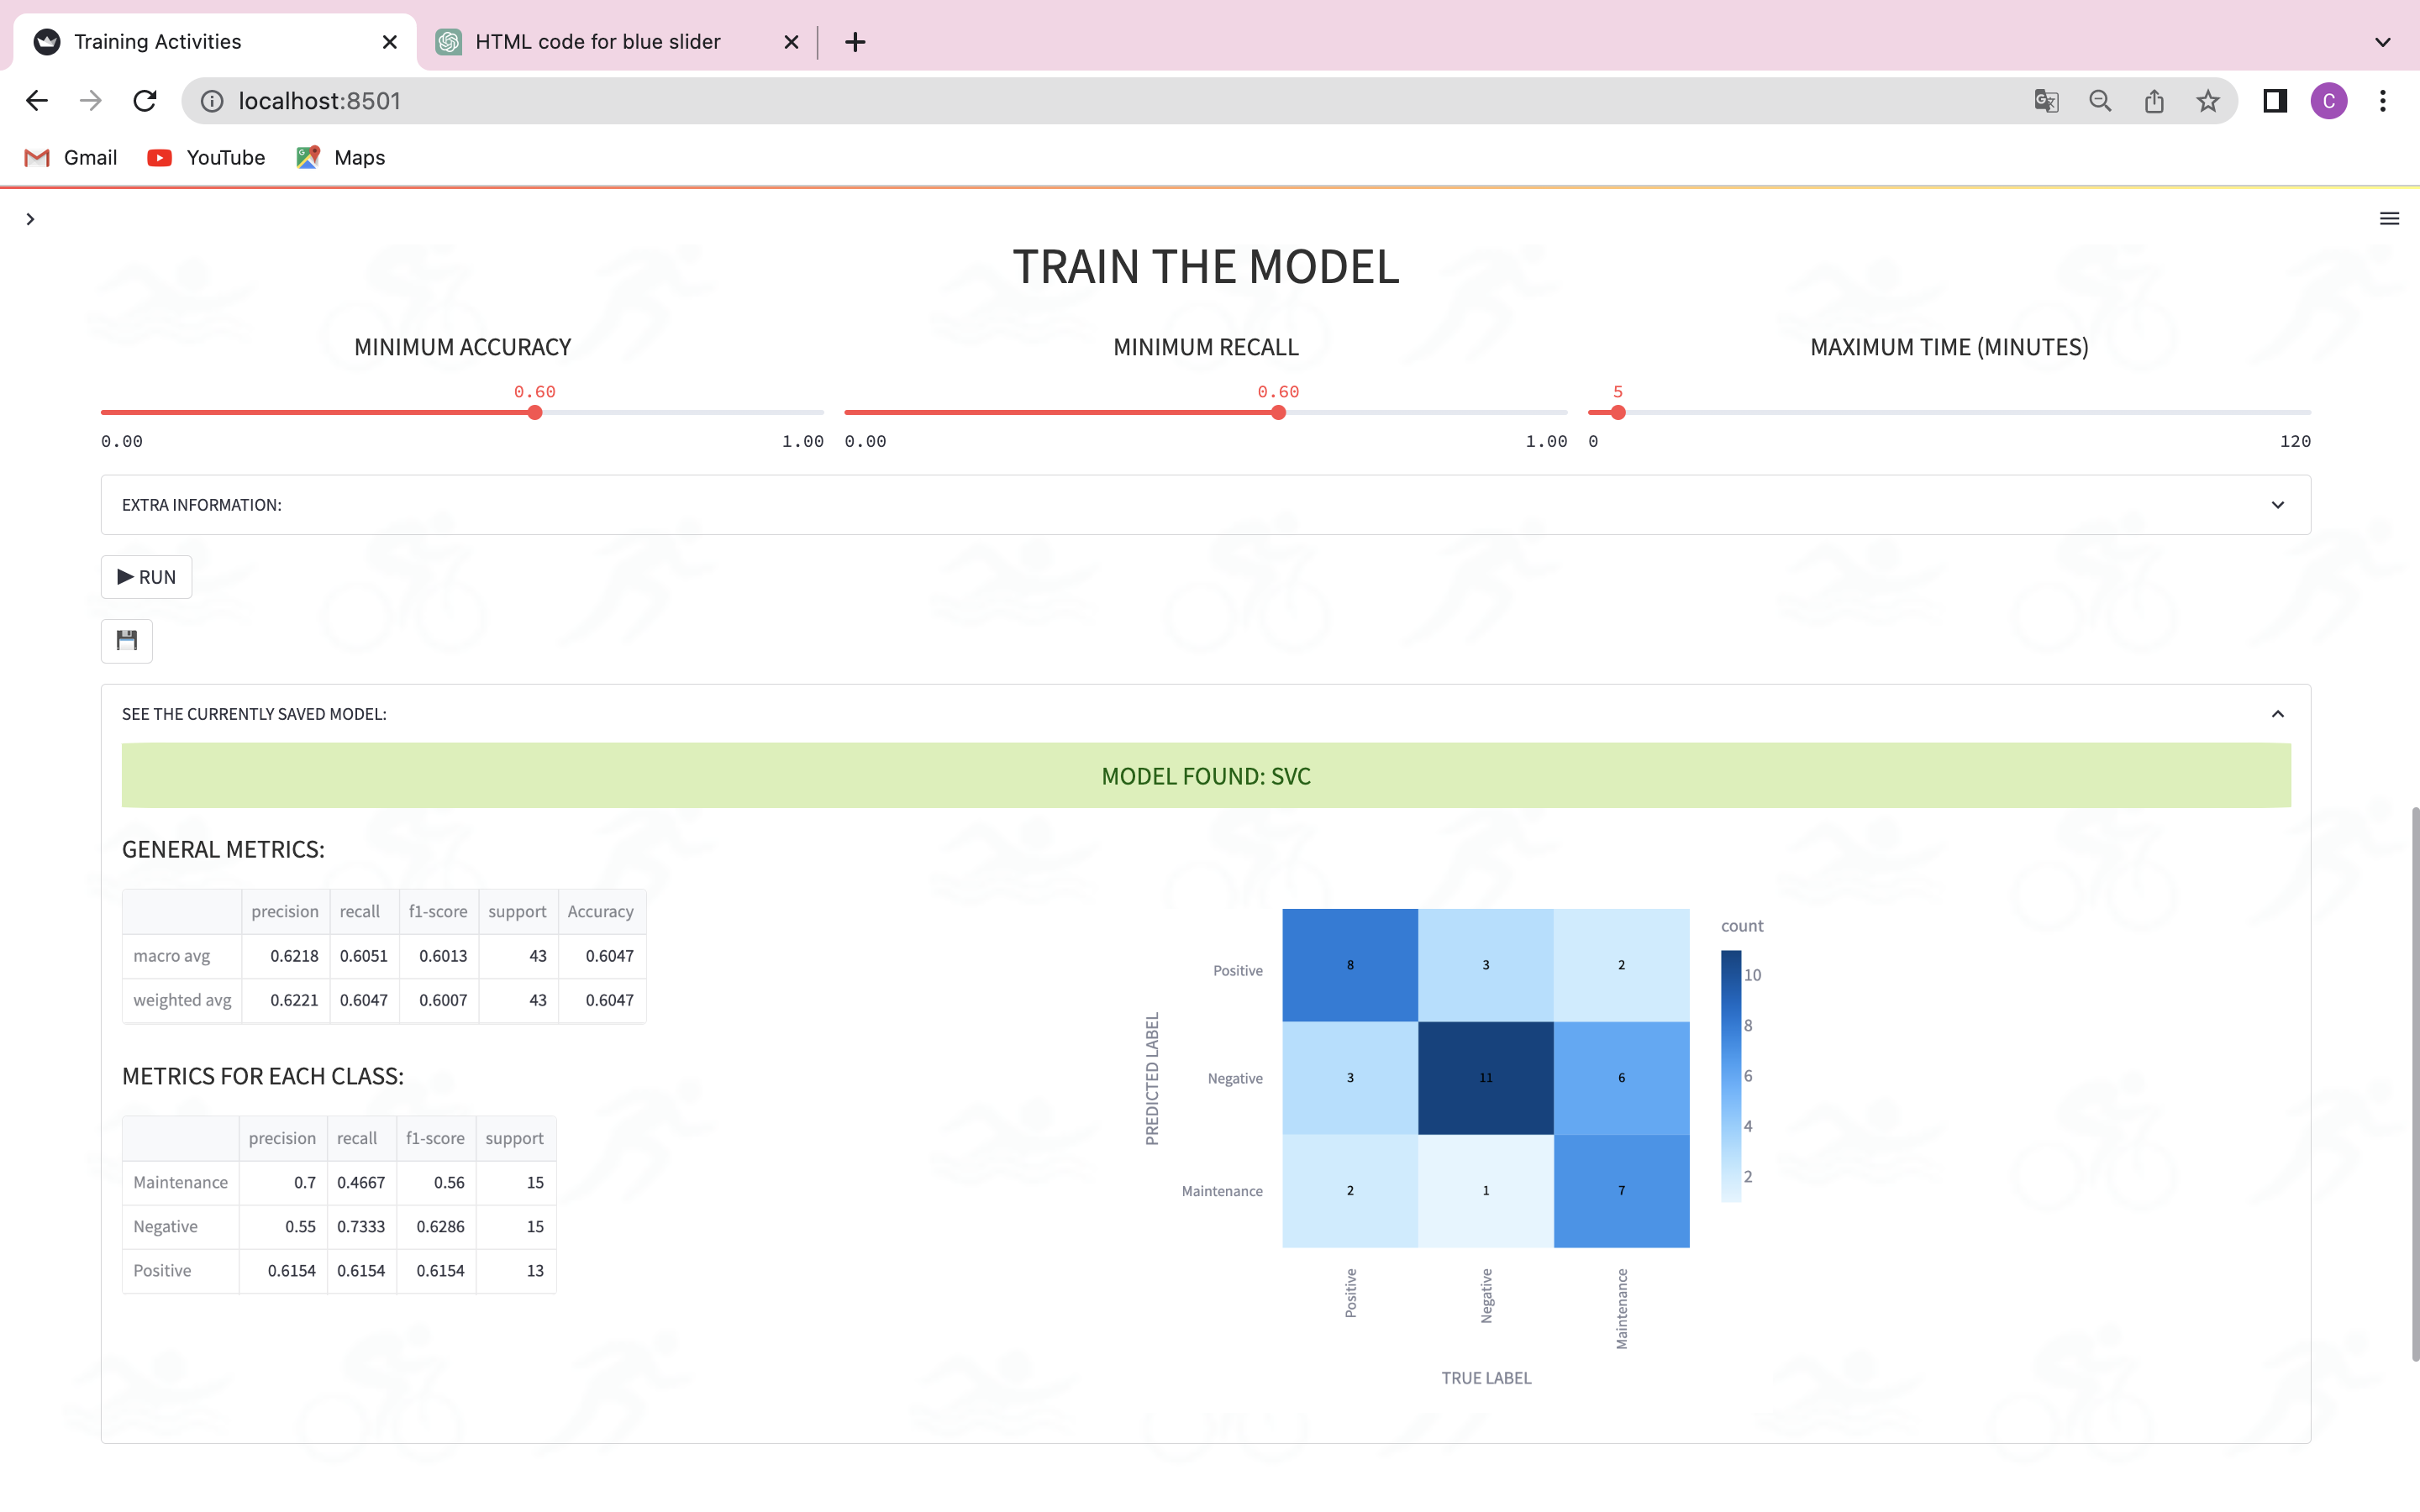 Training Activities
HTML code for blue slider
localhost:8501
Gmail YouTube Maps
TRAIN THE MODEL
MINIMUM ACCURACY
0.60
0.00 1.00
MINIMUM RECALL
0.60
0.00 1.00
MAXIMUM TIME (MINUTES)
5
0 120
EXTRA INFORMATION:
RUN
SEE THE CURRENTLY SAVED MODEL:
MODEL FOUND: SVC
GENERAL METRICS:
precision recall f1-score support Accuracy
macro avg 0.6218 0.6051 0.6013 43 0.6047
weighted avg 0.6221 0.6047 0.6007 43 0.6047
METRICS FOR EACH CLASS:
precision recall f1-score support
Maintenance 0.7 0.4667 0.56 15
Negative 0.55 0.7333 0.6286 15
Positive 0.6154 0.6154 0.6154 13
PREDICTED LABEL
Positive 8 3 2
Negative 3 11 6
Maintenance 2 1 7
Positive Negative Maintenance
TRUE LABEL
count
10
8
6
4
2
C